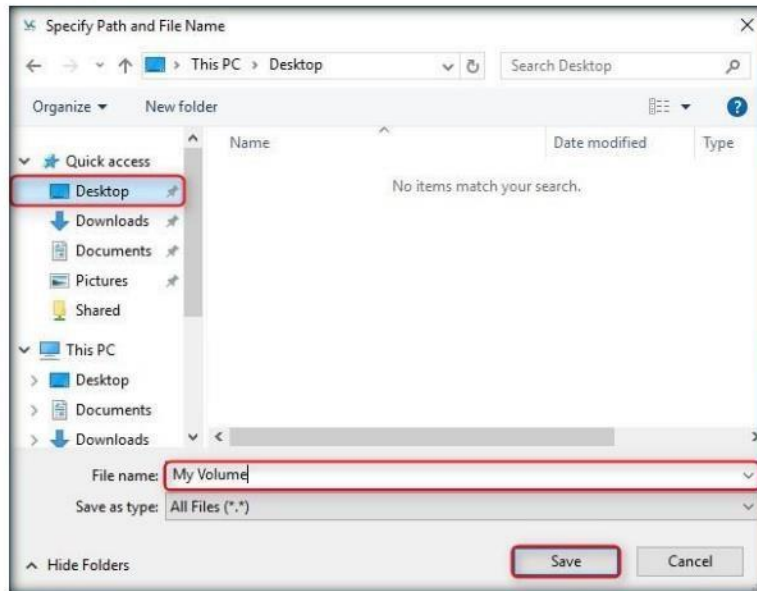 Specify Path and File Name
This PC > Desktop
Search Desktop
Organize
New folder
Name
Date modified
Type
Quick access
Desktop
Downloads
Documents
Pictures
Shared
This PC
Desktop
Documents
Downloads
No items match your search.
File name: My Volume
Save as type: All Files (*.*)
Hide Folders
Save
Cancel